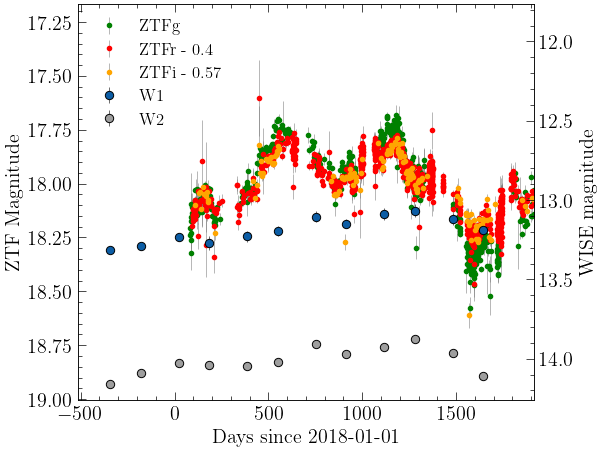 ZTFg
ZTFr - 0.4
ZTFi - 0.57
W1
W2
ZTF Magnitude
17.25
17.50
17.75
18.00
18.25
18.50
18.75
19.00
WISE magnitude
12.0
12.5
13.0
13.5
14.0
−500
0
500
1000
1500
Days since 2018-01-01